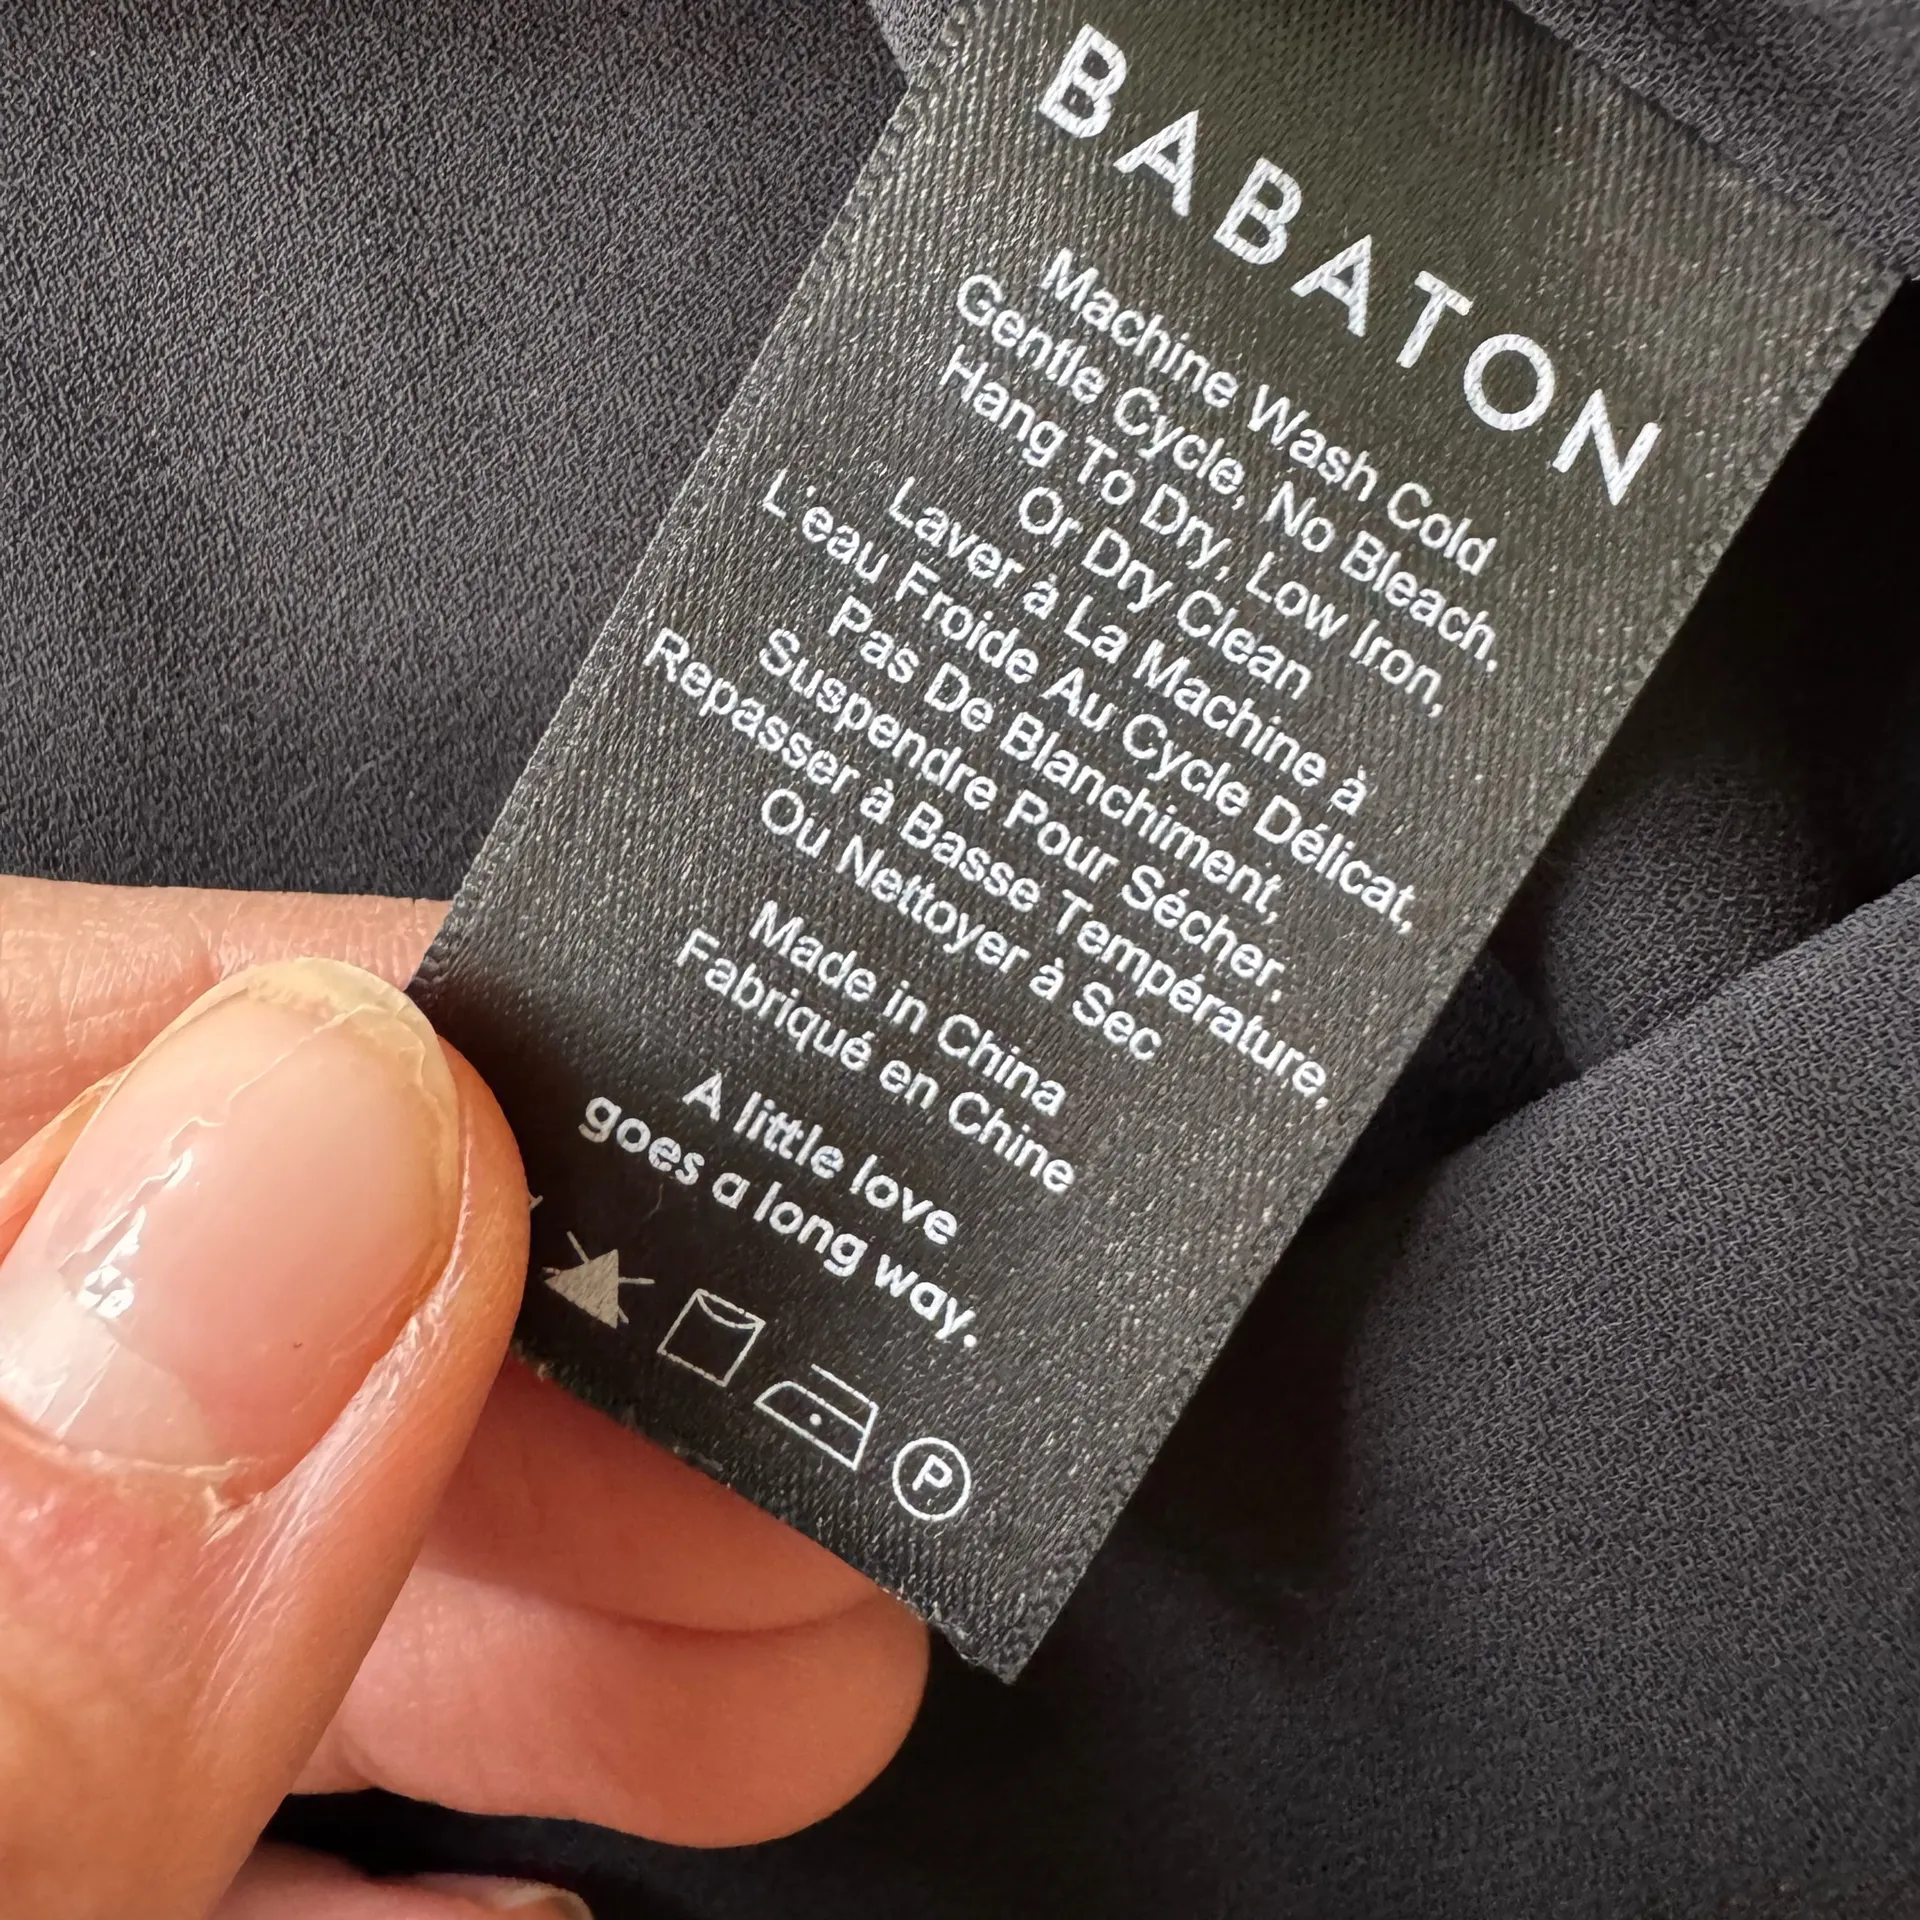 BABATON
Machine Wash Cold
Gentle Cycle, No Bleach.
Hang To Dry, Low Iron,
Or Dry Clean
Laver à La Machine à
L'eau Froide Au Cycle Délicat,
Pas De Blanchiment,
Suspendre Pour Sécher.
Repasser à Basse Température,
Ou Nettoyer à Sec
Made in China
Fabriqué en Chine
A little love
goes a long way.
P